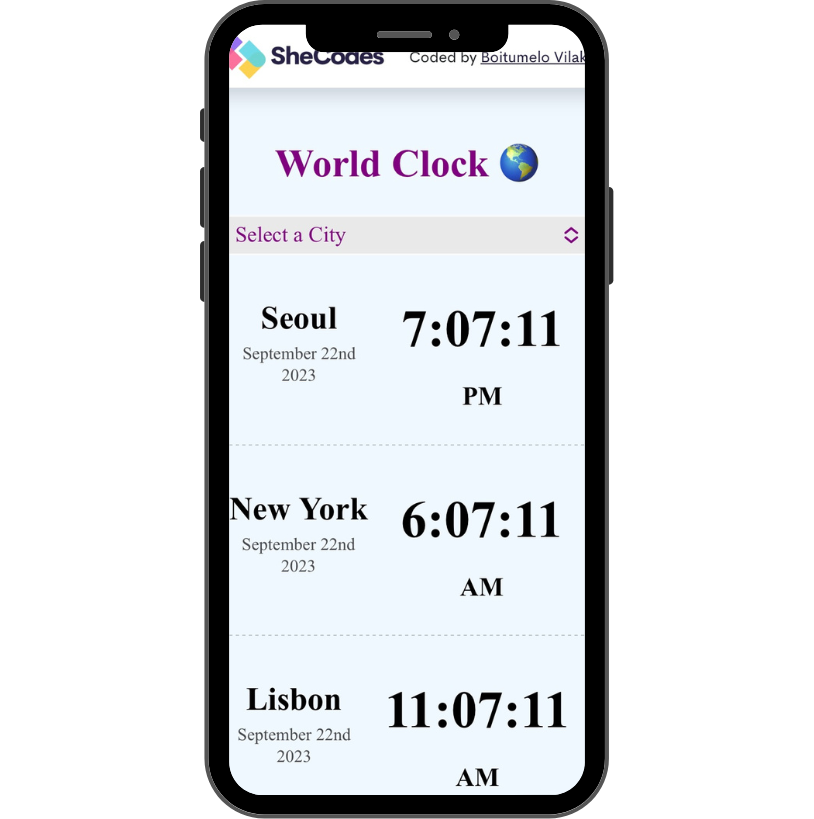 SheCodes
Coded by Boitumelo Vilak
World Clock
Select a City
Seoul
7:07:11
September 22nd
2023
PM
New York
6:07:11
September 22nd
2023
AM
Lisbon
11:07:11
September 22nd
2023
AM